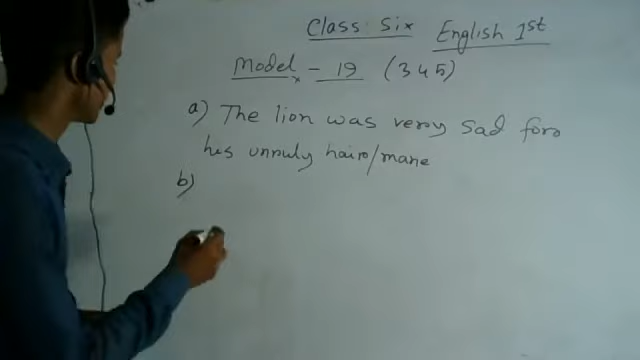 Class Six English 1st
Model - 19 (345)
a) The lion was very sad for
his unruly hair/mane
b)